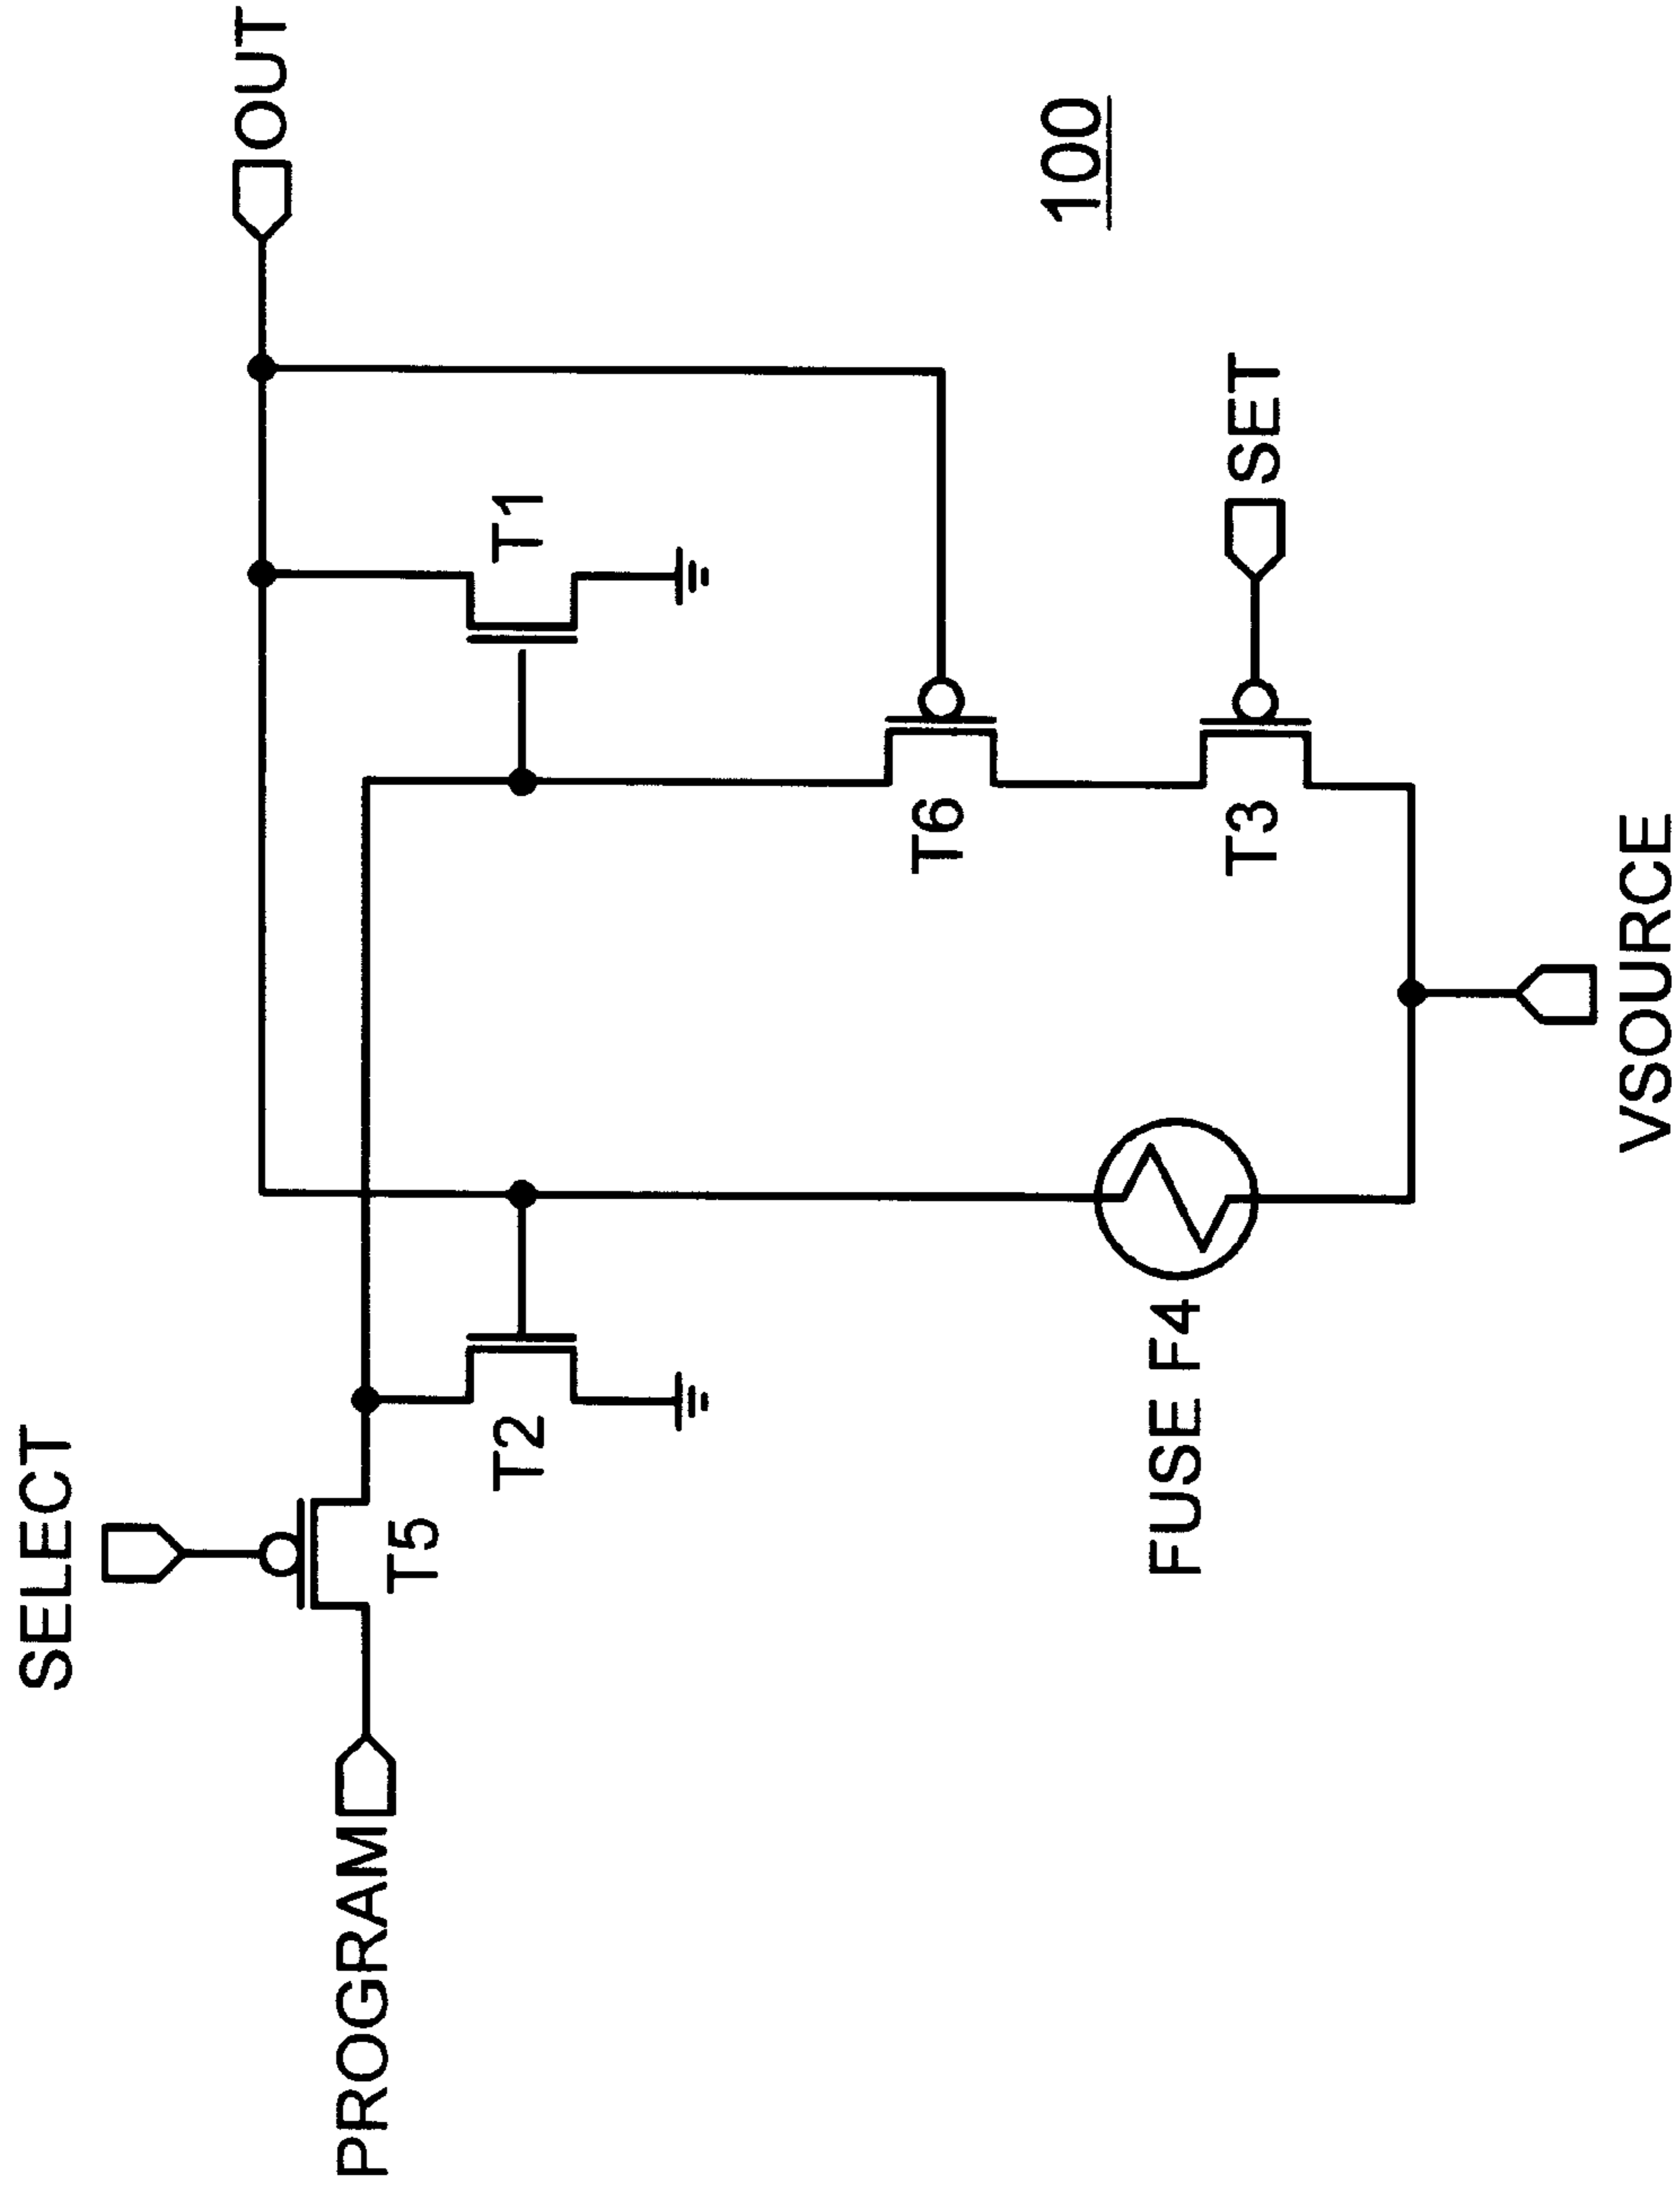 SELECT
OUT
PROGRAM
T5
T2
T1
T6
100
FUSE F4
T3
SET
VSOURCE